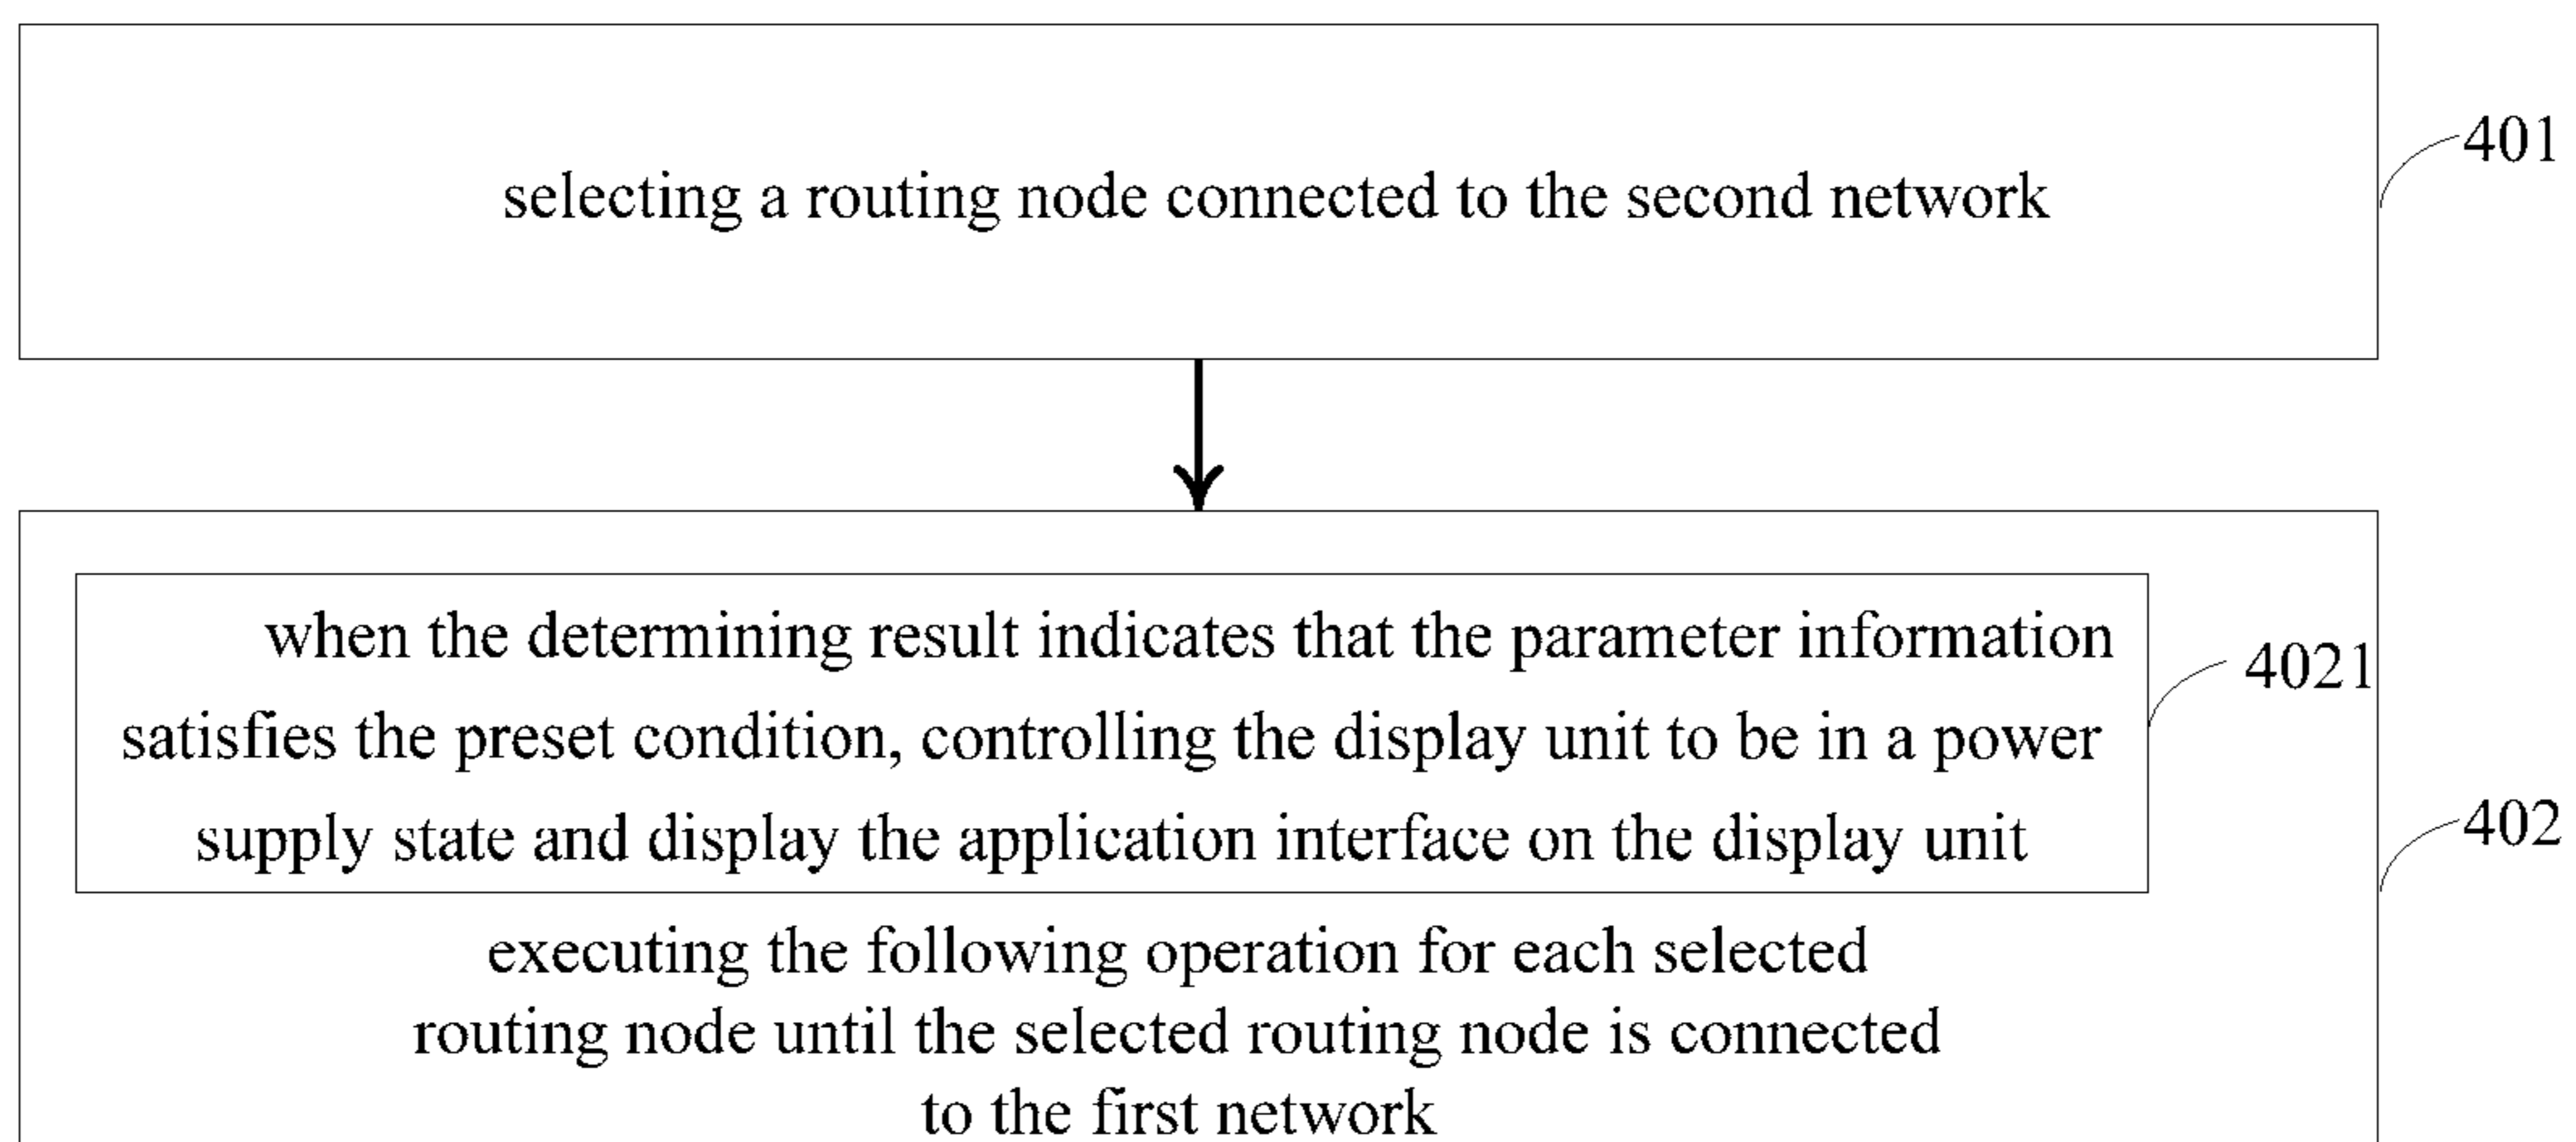 selecting a routing node connected to the second network
401
when the determining result indicates that the parameter information
satisfies the preset condition, controlling the display unit to be in a power
supply state and display the application interface on the display unit
4021
402
executing the following operation for each selected
routing node until the selected routing node is connected
to the first network